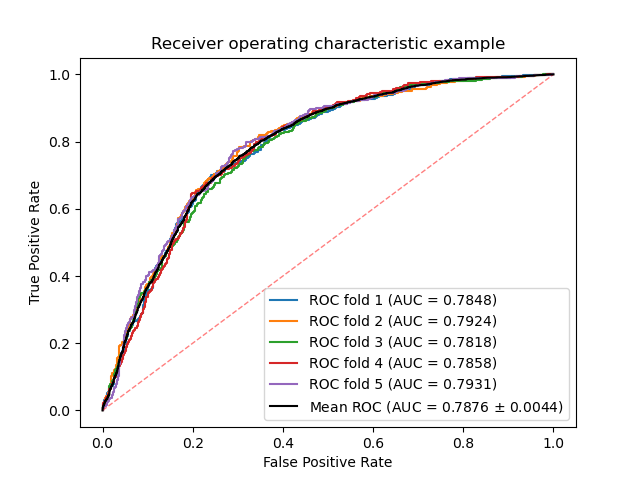 Receiver operating characteristic example
True Positive Rate
1.0
0.8
0.6
0.4
0.2
0.0
ROC fold 1 (AUC = 0.7848)
ROC fold 2 (AUC = 0.7924)
ROC fold 3 (AUC = 0.7818)
ROC fold 4 (AUC = 0.7858)
ROC fold 5 (AUC = 0.7931)
Mean ROC (AUC = 0.7876 ± 0.0044)
0.0 0.2 0.4 0.6 0.8 1.0
False Positive Rate